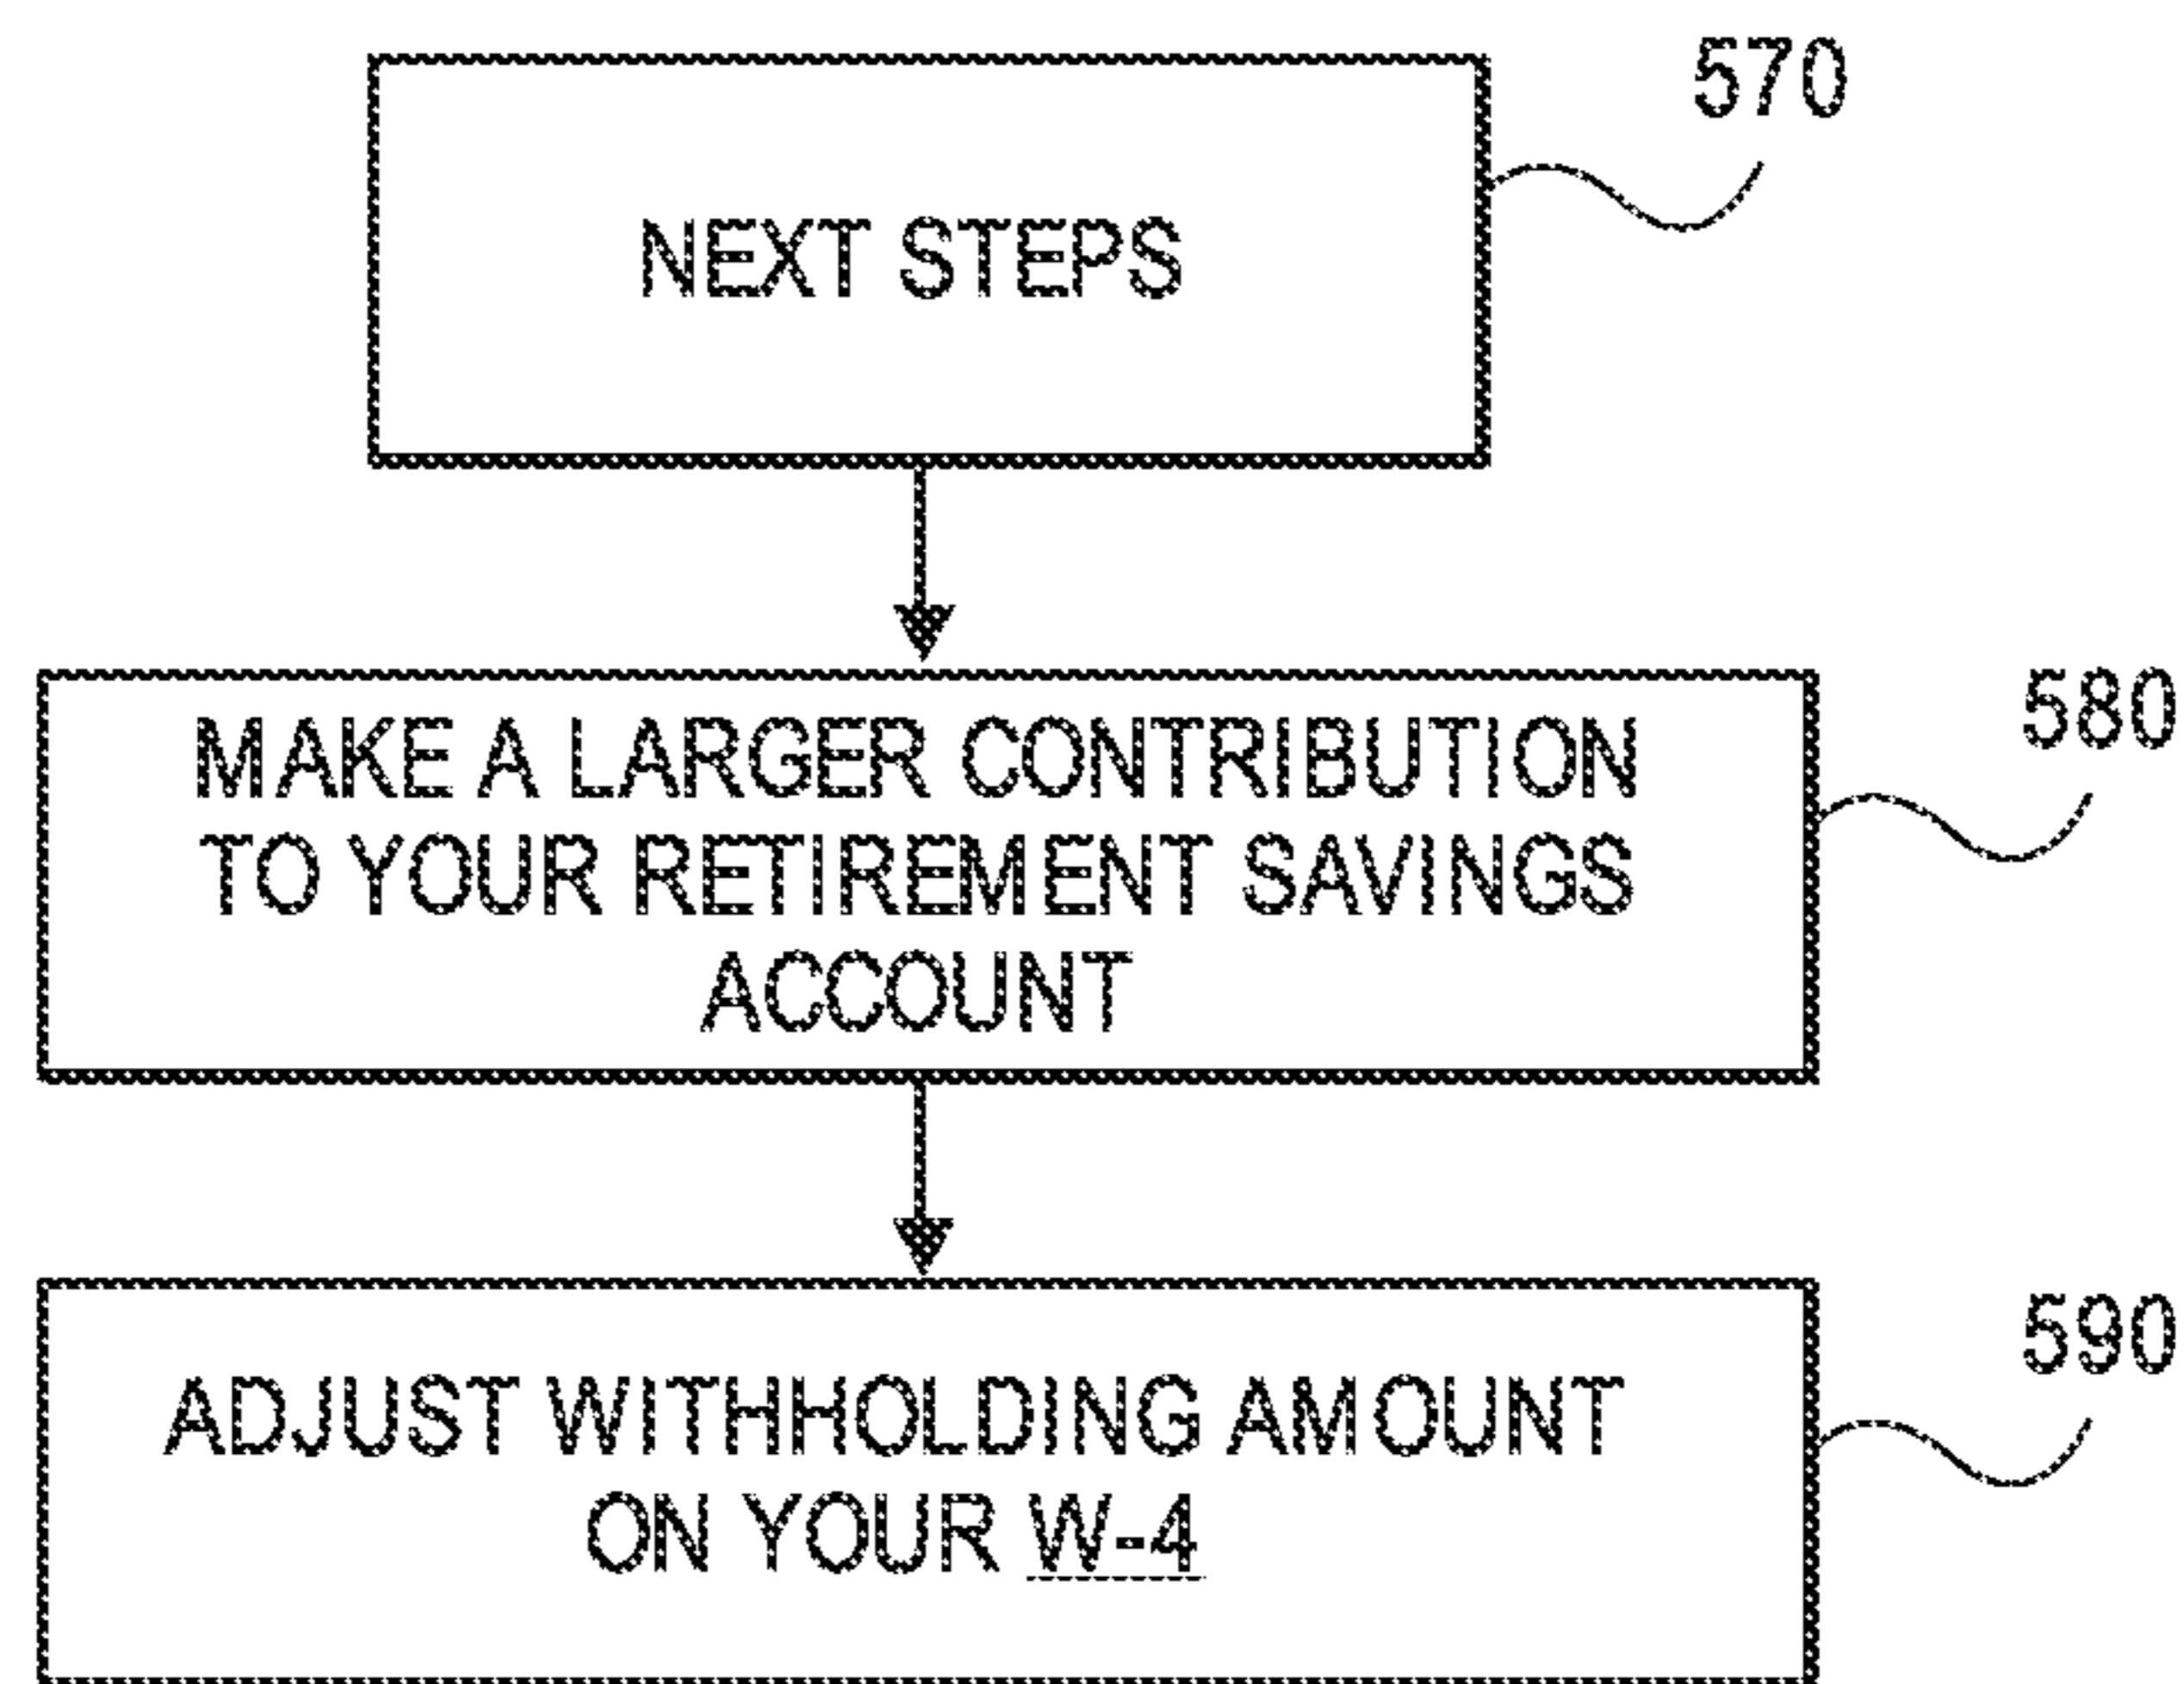 570
NEXT STEPS
580
MAKE A LARGER CONTRIBUTION
TO YOUR RETIREMENT SAVINGS
ACCOUNT
590
ADJUST WITHHOLDING AMOUNT
ON YOUR W-4